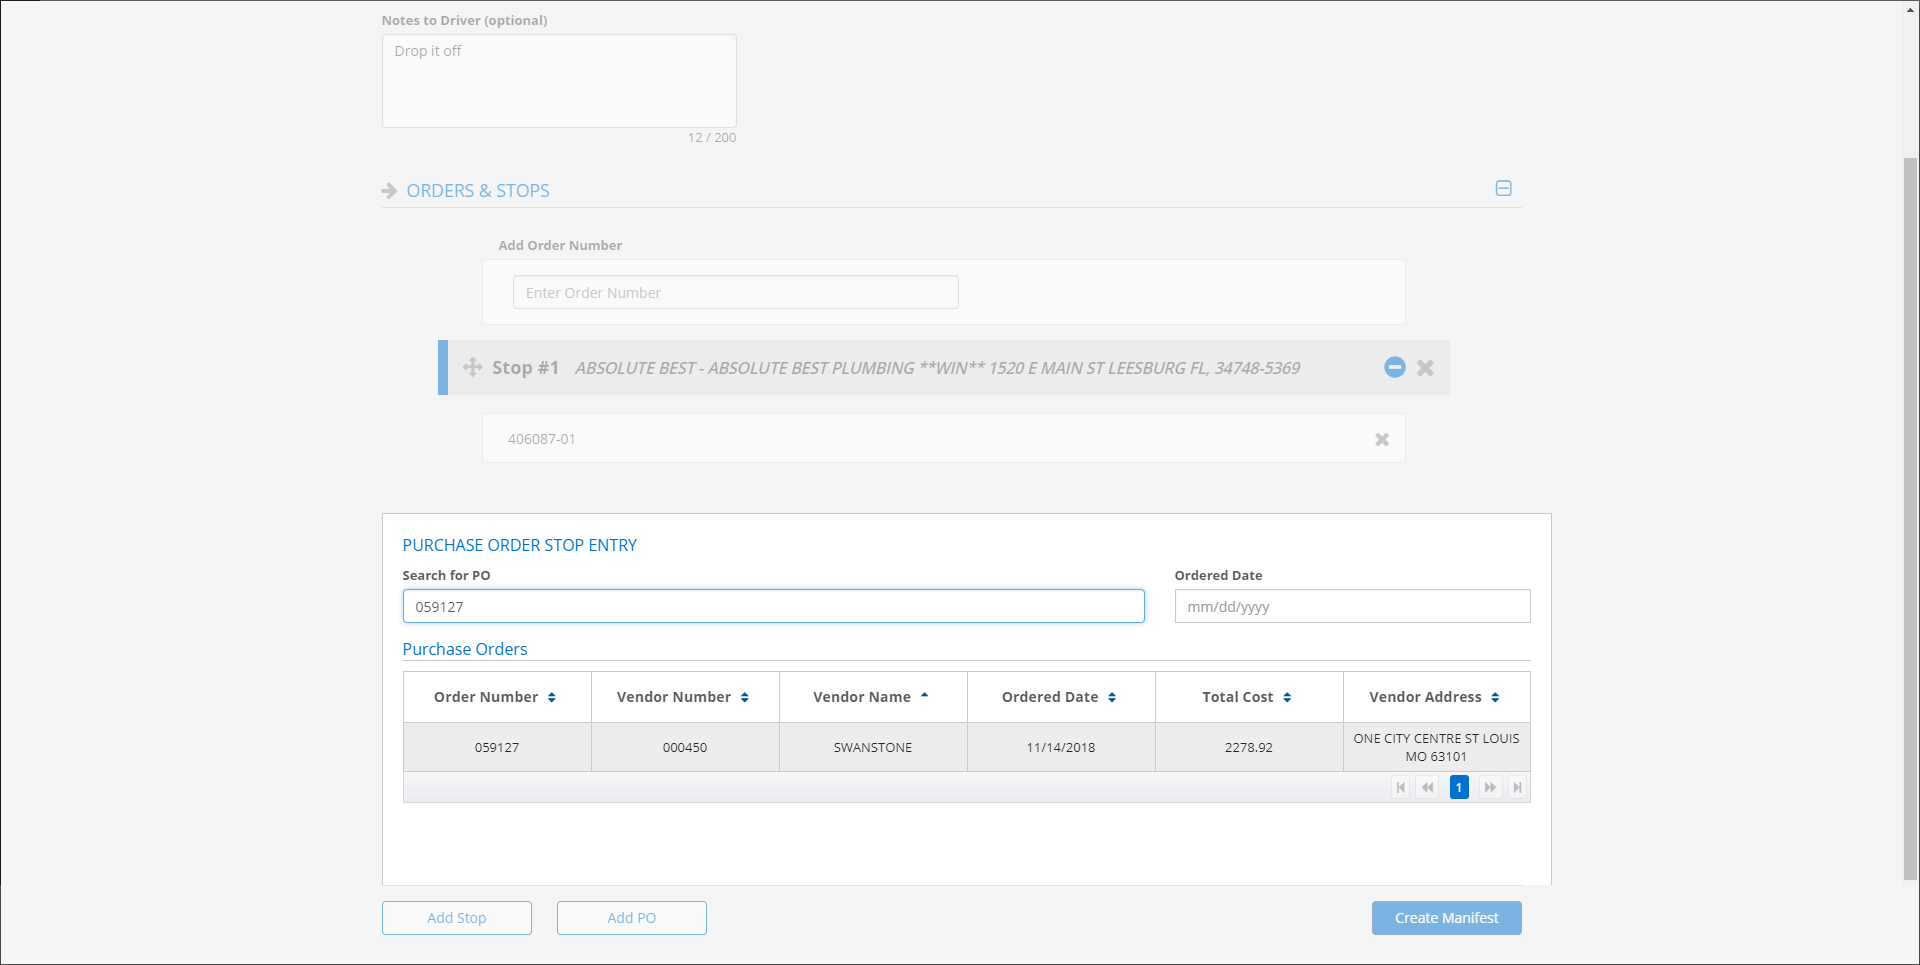 Notes to Driver (optional)
Drop it off
12 / 200
ORDERS & STOPS
Add Order Number
Enter Order Number
Stop #1 ABSOLUTE BEST - ABSOLUTE BEST PLUMBING **WIN** 1520 E MAIN ST LEESBURG FL, 34748-5369
406087-01
PURCHASE ORDER STOP ENTRY
Search for PO Ordered Date
059127 mm/dd/yyyy
Purchase Orders
Order Number Vendor Number Vendor Name Ordered Date Total Cost Vendor Address
059127 000450 SWANSTONE 11/14/2018 2278.92 ONE CITY CENTRE ST LOUIS
MO 63101
1
Add Stop Add PO Create Manifest